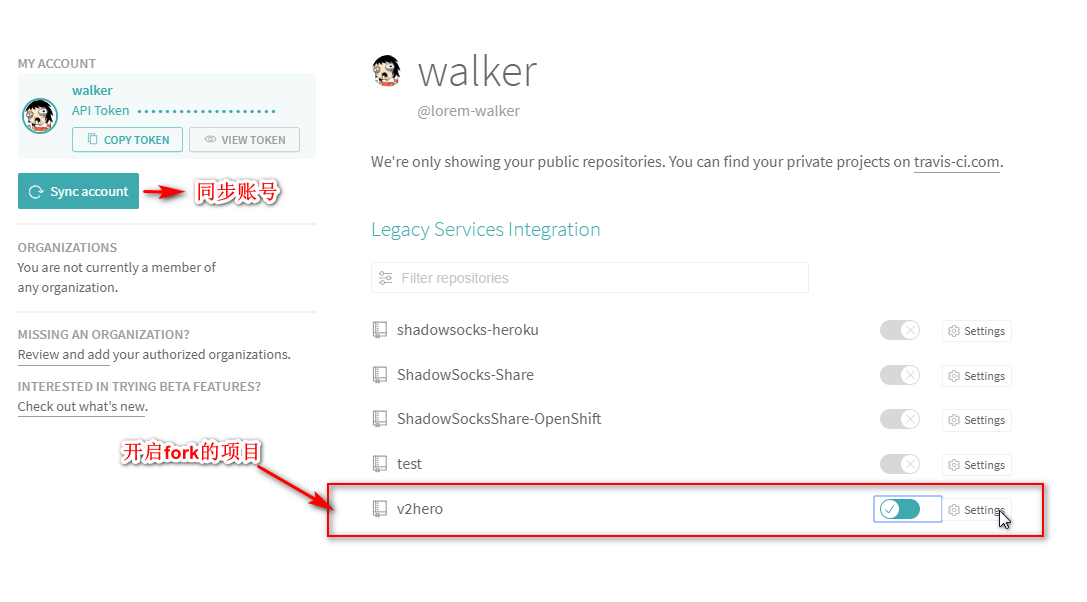 MY ACCOUNT
walker
API Token
COPY TOKEN
VIEW TOKEN
Sync account
同步账号
ORGANIZATIONS
You are not currently a member of
any organization.
MISSING AN ORGANIZATION?
Review and add your authorized organizations.
INTERESTED IN TRYING BETA FEATURES?
Check out what's new.
开启fork的项目
walker
@lorem-walker
We're only showing your public repositories. You can find your private projects on travis-ci.com.
Legacy Services Integration
Filter repositories
shadowsocks-heroku Settings
ShadowSocks-Share Settings
ShadowSocksShare-OpenShift Settings
test Settings
v2hero Settings